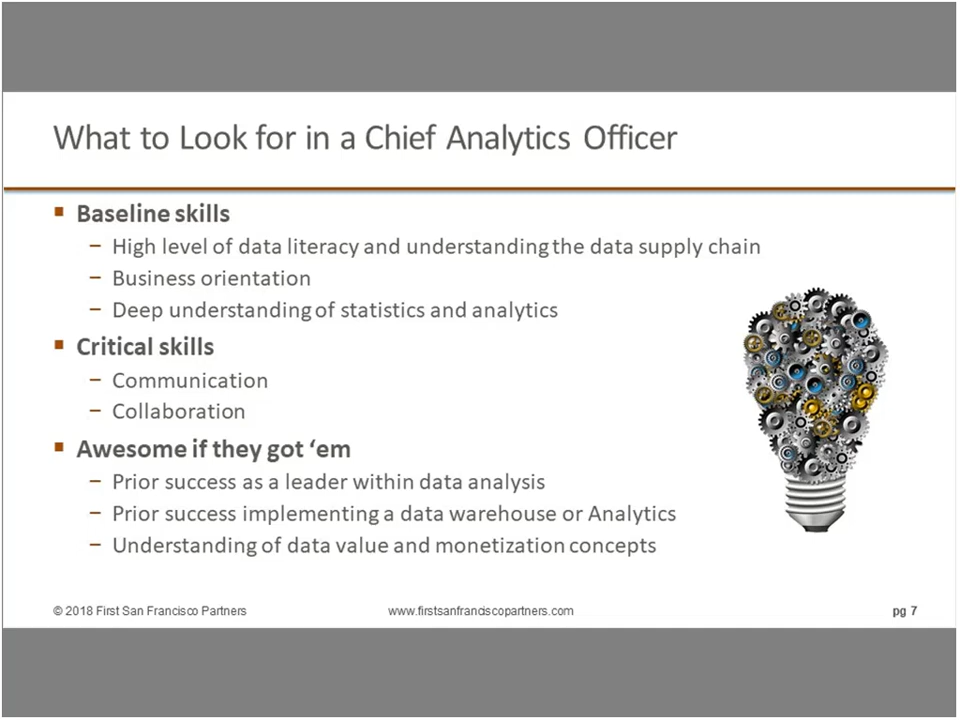 What to Look for in a Chief Analytics Officer
▪ Baseline skills
– High level of data literacy and understanding the data supply chain
– Business orientation
– Deep understanding of statistics and analytics
▪ Critical skills
– Communication
– Collaboration
▪ Awesome if they got ‘em
– Prior success as a leader within data analysis
– Prior success implementing a data warehouse or Analytics
– Understanding of data value and monetization concepts
© 2018 First San Francisco Partners www.firstsanfranciscopartners.com pg 7